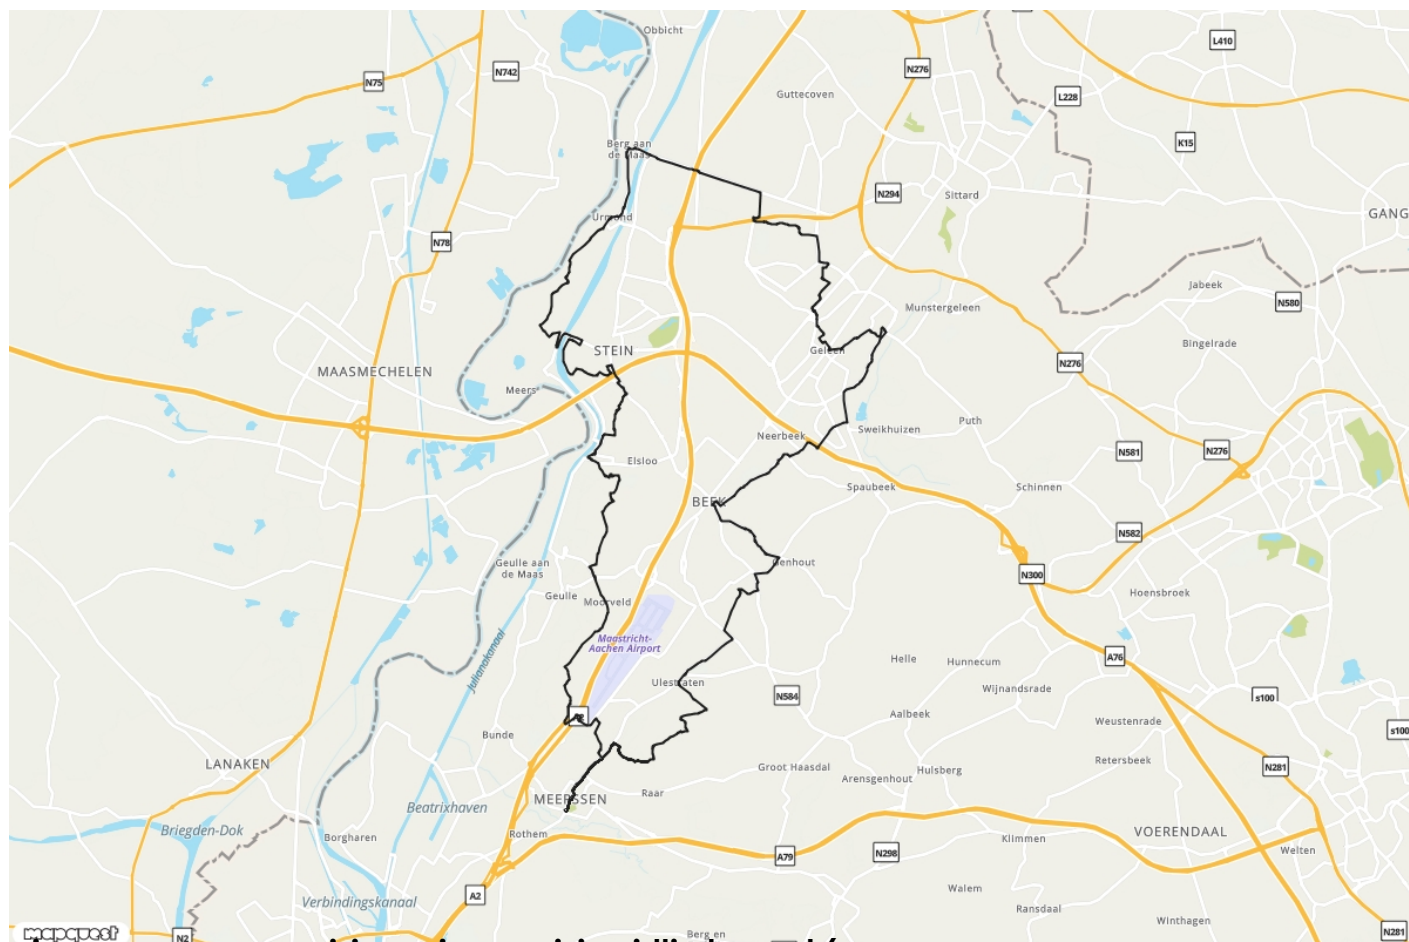 Obbicht
L410
N75
N742
N276
Guttecoven
L228
Berg aan
de Maas
K15
N294
Sittard
Urmond
GANG
N78
Jabeek
N580
Munstergeleen
STEIN
Geleen
Bingelrade
MAASMECHELEN
N276
Meers
Puth
Sweikhuizen
Neerbeek
N581
N276
Elsloo
Spaubeek
Schinnen
BEEK
N582
Geulle aan
de Maas
Genhout
N300
Geulle
Moorveld
Hoensbroek
Maastricht-
Aachen Airport
Julianakanaal
Helle
Hunnecum
A76
Ulestraten
N584
Wijnandsrade
s100
Aalbeek
Weustenrade
s100
Bunde
LANAKEN
Groot Haasdal
Arensgenhout
Hulsberg
Retersbeek
N281
MEERSSEN
Raar
Beatrixhaven
Briegden-Dok
Borgharen
Rothem
Klimmen
VOERENDAAL
A79
N298
Welten
A2
Walem
Verbindingskanaal
Ransdaal
Winthagen
mapquest
N2
Berg en
N281